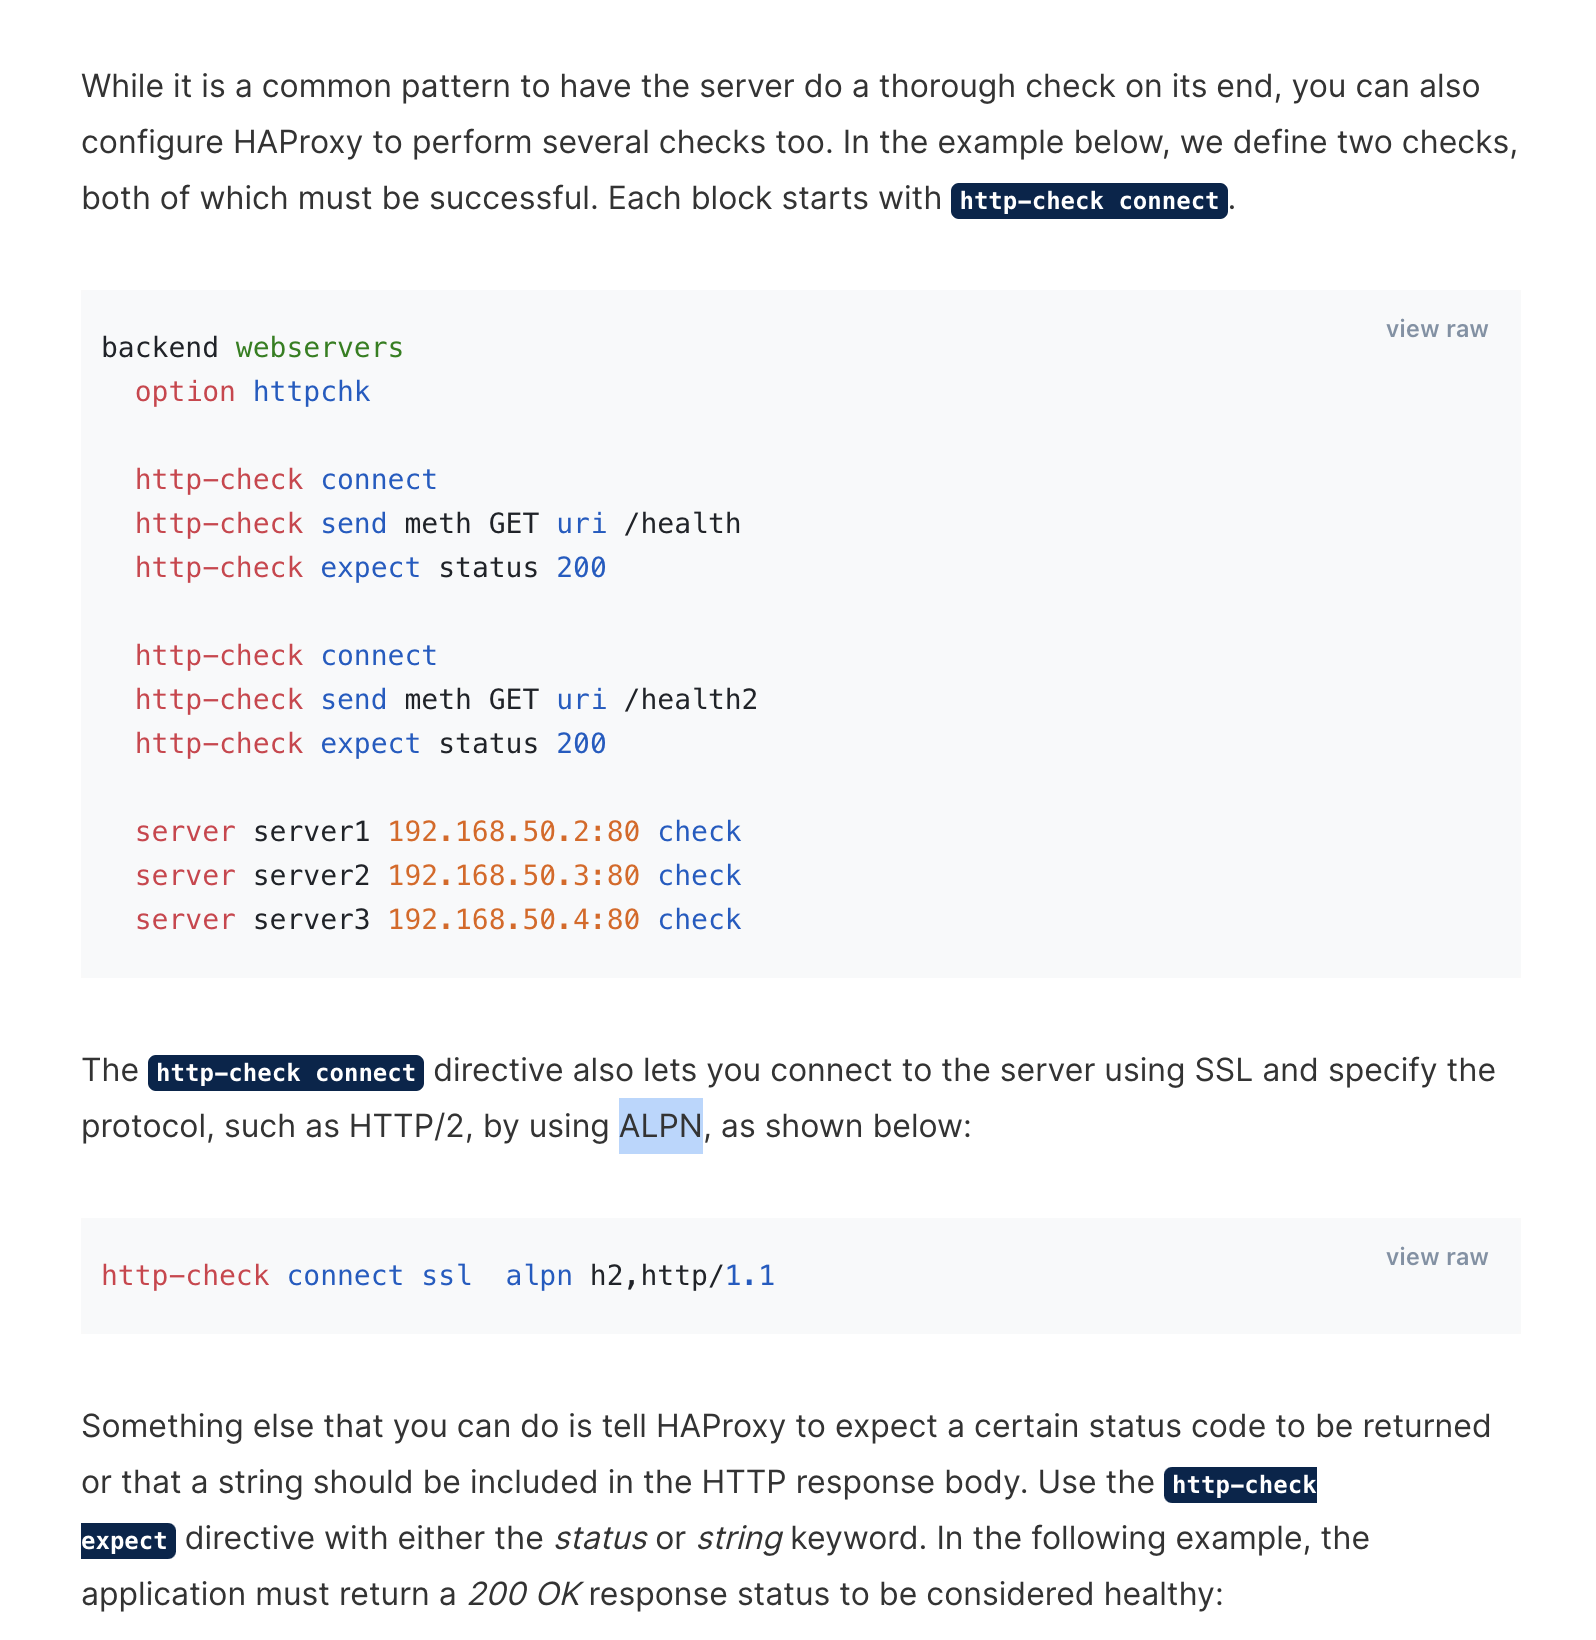 While it is a common pattern to have the server do a thorough check on its end, you can also
configure HAProxy to perform several checks too. In the example below, we define two checks,
both of which must be successful. Each block starts with http-check connect.
view raw
backend webservers
  option httpchk

  http-check connect
  http-check send meth GET uri /health
  http-check expect status 200

  http-check connect
  http-check send meth GET uri /health2
  http-check expect status 200

  server server1 192.168.50.2:80 check
  server server2 192.168.50.3:80 check
  server server3 192.168.50.4:80 check
The http-check connect directive also lets you connect to the server using SSL and specify the
protocol, such as HTTP/2, by using ALPN, as shown below:
view raw
http-check connect ssl  alpn h2,http/1.1
Something else that you can do is tell HAProxy to expect a certain status code to be returned
or that a string should be included in the HTTP response body. Use the http-check
expect directive with either the status or string keyword. In the following example, the
application must return a 200 OK response status to be considered healthy: